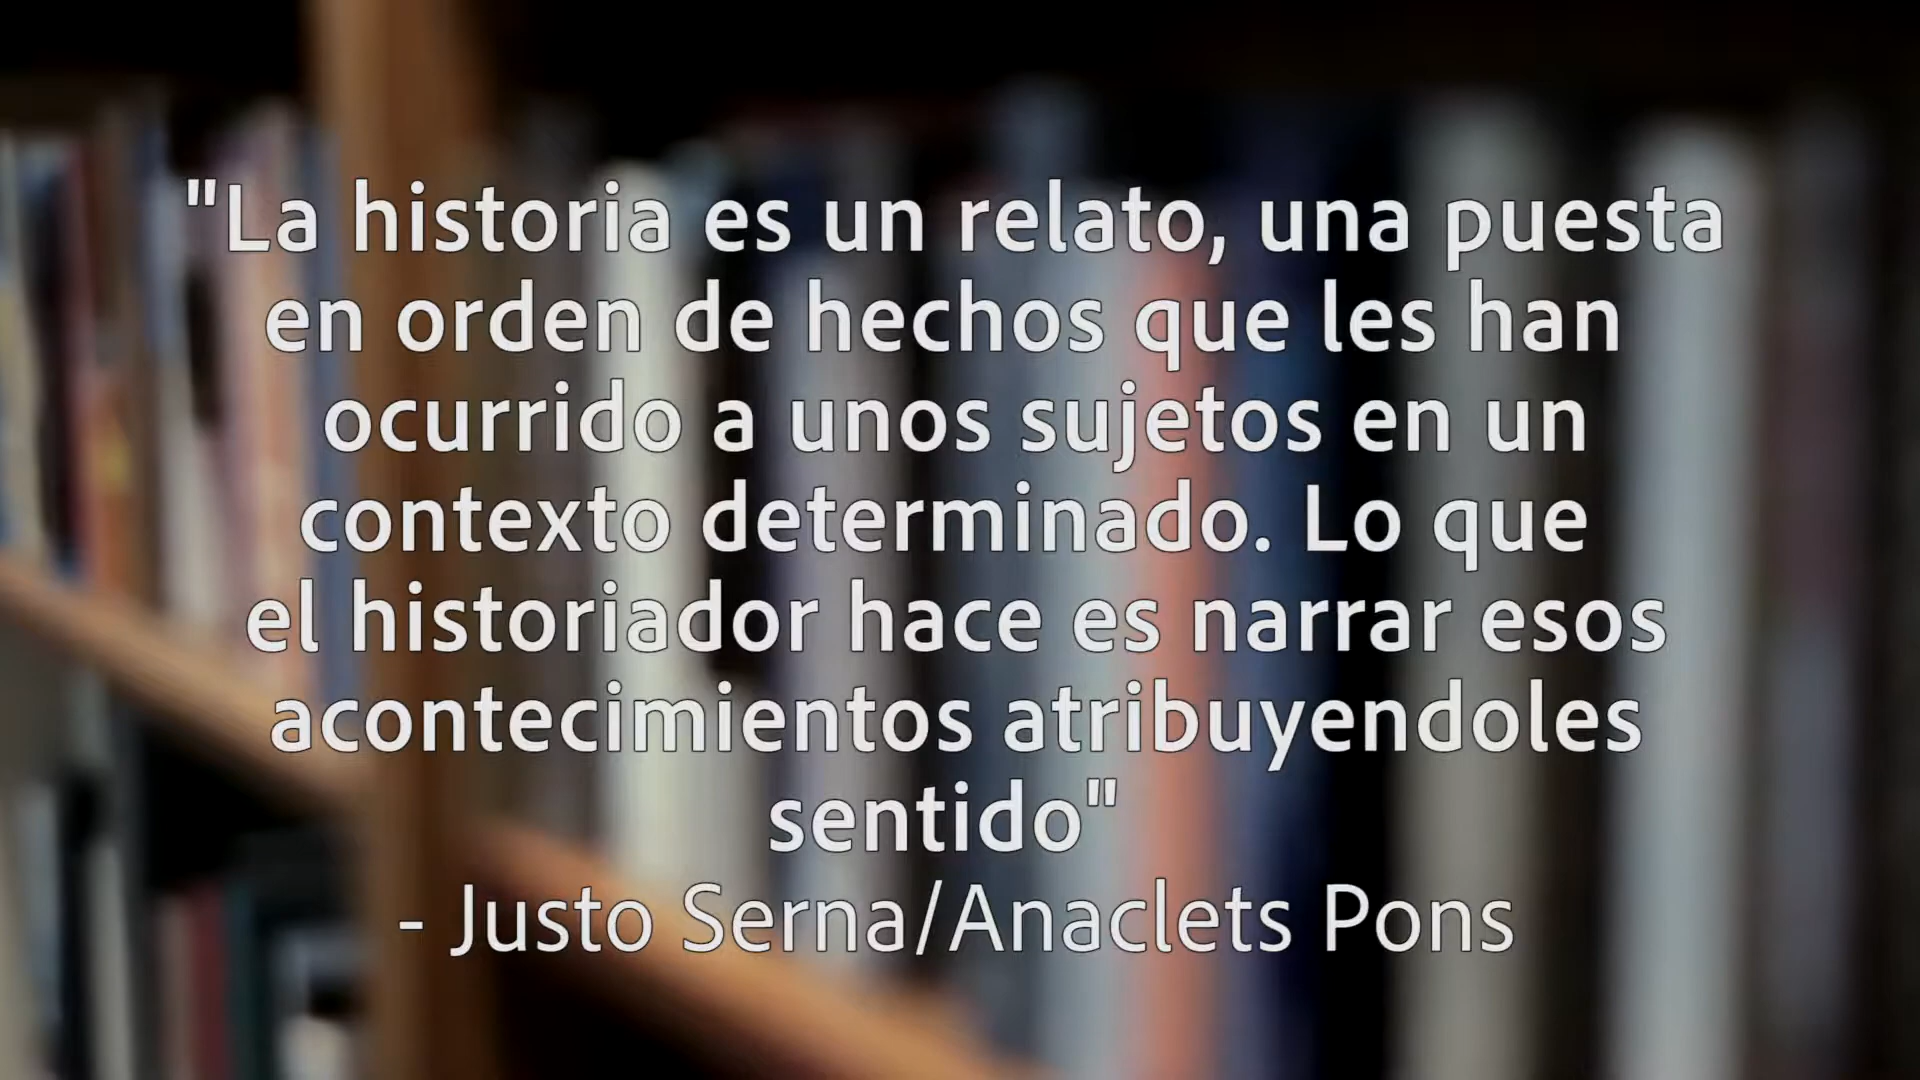 "La historia es un relato, una puesta
en orden de hechos que les han
ocurrido a unos sujetos en un
contexto determinado. Lo que
el historiador hace es narrar esos
acontecimientos atribuyendoles
sentido"
- Justo Serna/Anaclets Pons